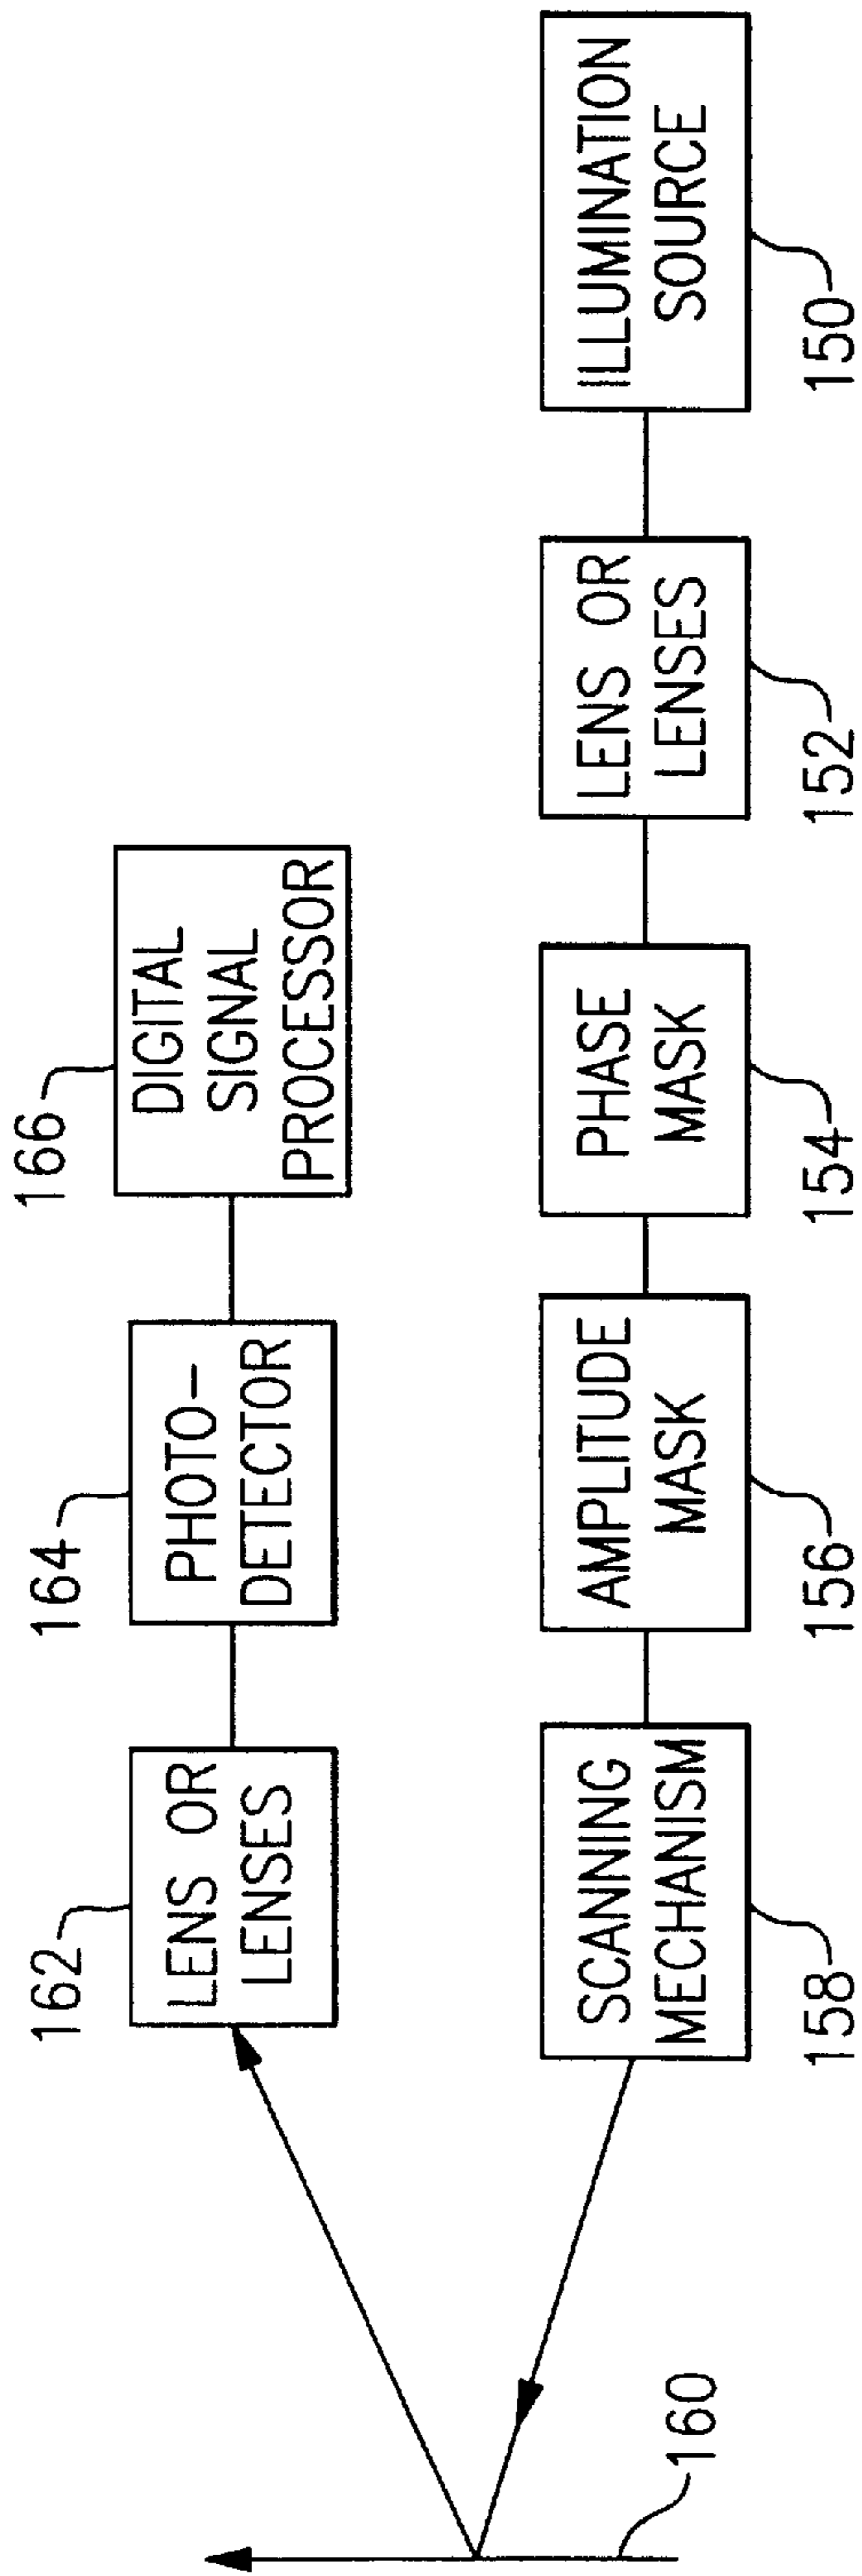 162
LENS OR
LENSES
164
PHOTO-
DETECTOR
166
DIGITAL
SIGNAL
PROCESSOR
160
SCANNING
MECHANISM
158
AMPLITUDE
MASK
156
PHASE
MASK
154
LENS OR
LENSES
152
ILLUMINATION
SOURCE
150